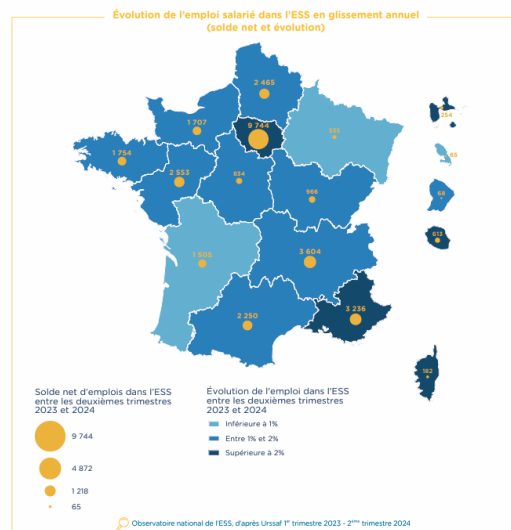 Évolution de l'emploi salarié dans l'ESS en glissement annuel
(solde net et évolution)
2 465
1 707
9 744
254
1 754
65
2 553
654
966
64
613
1 505
3 604
2 250
3 236
162
Solde net d'emplois dans l'ESS
entre les deuxièmes trimestres
2023 et 2024
9 744
4 872
1 218
65
Évolution de l'emploi dans l'ESS
entre les deuxièmes trimestres
2023 et 2024
Inférieure à 1%
Entre 1% et 2%
Supérieure à 2%
Observatoire national de l'ESS, d'après Urssaf 1er trimestre 2023 - 2ème trimestre 2024